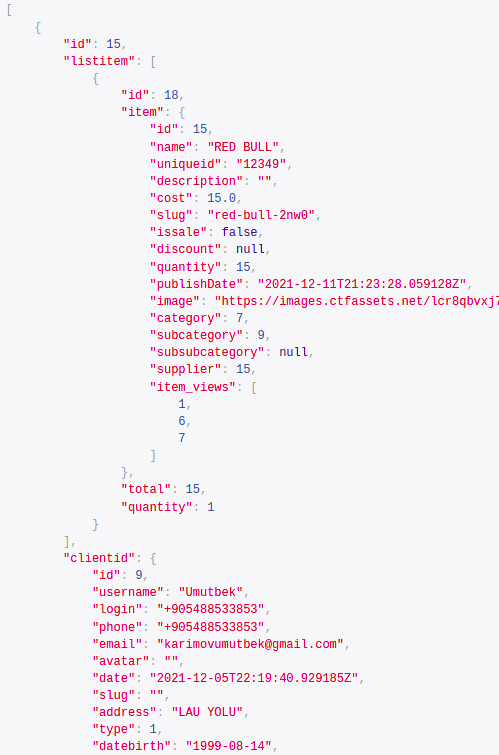 [
{
"id": 15,
"listitem": [
{
"id": 18,
"item": {
"id": 15,
"name": "RED BULL",
"uniqueid": "12349",
"description": "",
"cost": 15.0,
"slug": "red-bull-2nw0",
"issale": false,
"discount": null,
"quantity": 15,
"publishDate": "2021-12-11T21:23:28.059128Z",
"image": "https://images.ctfassets.net/lcr8qbvxj7
"category": 7,
"subcategory": 9,
"subsubcategory": null,
"supplier": 15,
"item_views": [
1,
6,
7
]
},
"total": 15,
"quantity": 1
}
],
"clientid": {
"id": 9,
"username": "Umutbek",
"login": "+905488533853",
"phone": "+905488533853",
"email": "karimovumutbek@gmail.com",
"avatar": "",
"date": "2021-12-05T22:19:40.929185Z",
"slug": "",
"address": "LAU YOLU",
"type": 1,
"datebirth": "1999-08-14",